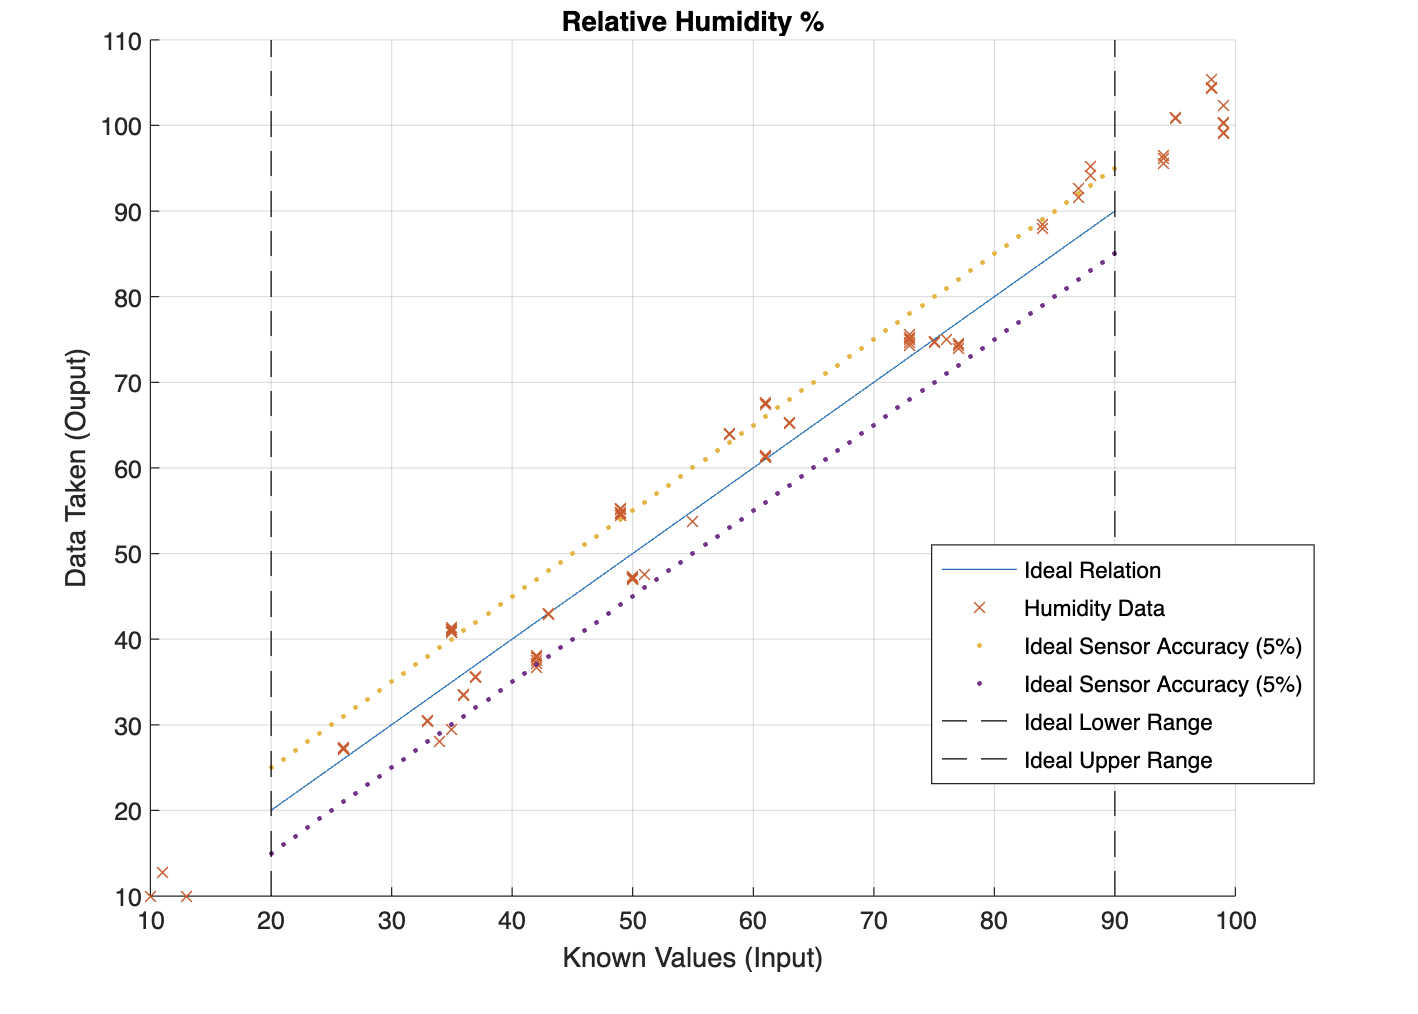 Relative Humidity %
110
100
90
80
70
60
50
40
30
20
10
Data Taken (Ouput)
10 20 30 40 50 60 70 80 90 100
Known Values (Input)
Ideal Relation
Humidity Data
Ideal Sensor Accuracy (5%)
Ideal Sensor Accuracy (5%)
Ideal Lower Range
Ideal Upper Range